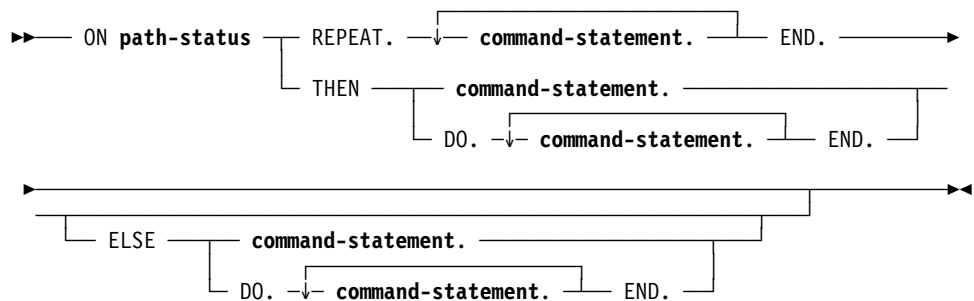 ON path-status REPEAT. command-statement. END.
THEN command-statement.
DO. command-statement. END.
ELSE command-statement.
DO. command-statement. END.